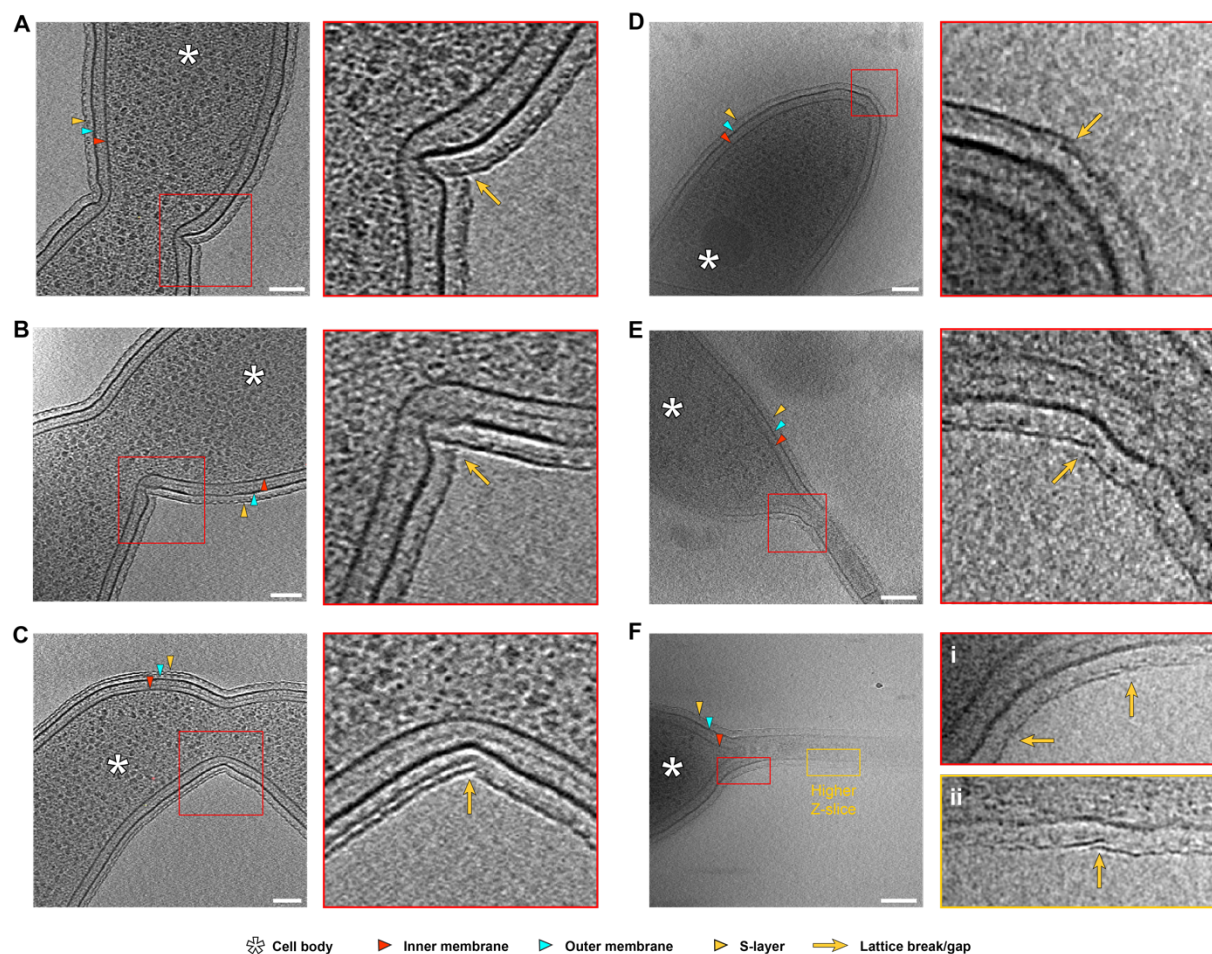 A
B
C
D
E
F
Higher
Z-slice
i
ii
Cell body
Inner membrane
Outer membrane
S-layer
Lattice break/gap